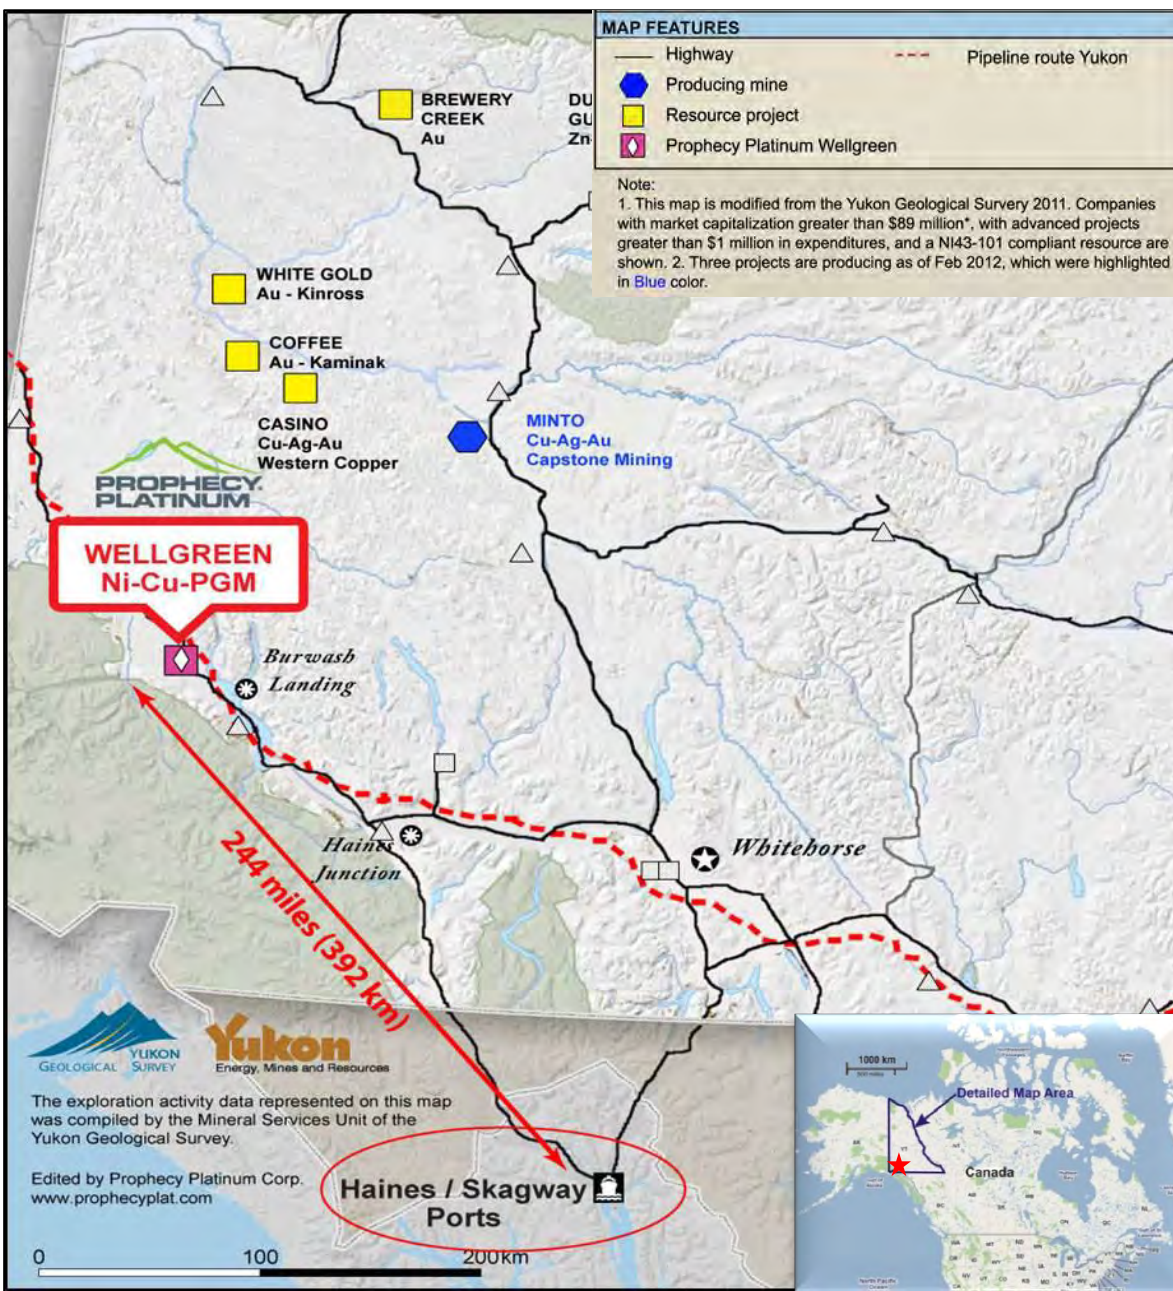 MAP FEATURES
Highway
Pipeline route Yukon
Producing mine
Resource project
Prophecy Platinum Wellgreen
Note:
1. This map is modified from the Yukon Geological Survery 2011. Companies
with market capitalization greater than $89 million*, with advanced projects
greater than $1 million in expenditures, and a NI43-101 compliant resource are
shown. 2. Three projects are producing as of Feb 2012, which were highlighted
in Blue color.
BREWERY
CREEK
Au
DU
GU
Zn-
WHITE GOLD
Au - Kinross
COFFEE
Au - Kaminak
CASINO
Cu-Ag-Au
Western Copper
MINTO
Cu-Ag-Au
Capstone Mining
PROPHECY
PLATINUM
WELLGREEN
Ni-Cu-PGM
Burwash
Landing
Haines
Junction
Whitehorse
244 miles (392 km)
YUKON
GEOLOGICAL SURVEY
Yukon
Energy, Mines and Resources
The exploration activity data represented on this map
was compiled by the Mineral Services Unit of the
Yukon Geological Survey.
Edited by Prophecy Platinum Corp.
www.prophecyplat.com
Haines / Skagway
Ports
0 100 200km
1000 km
Detailed Map Area
Canada